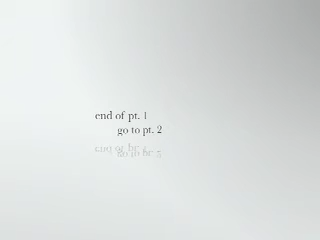 end of pt. 1
go to pt. 2